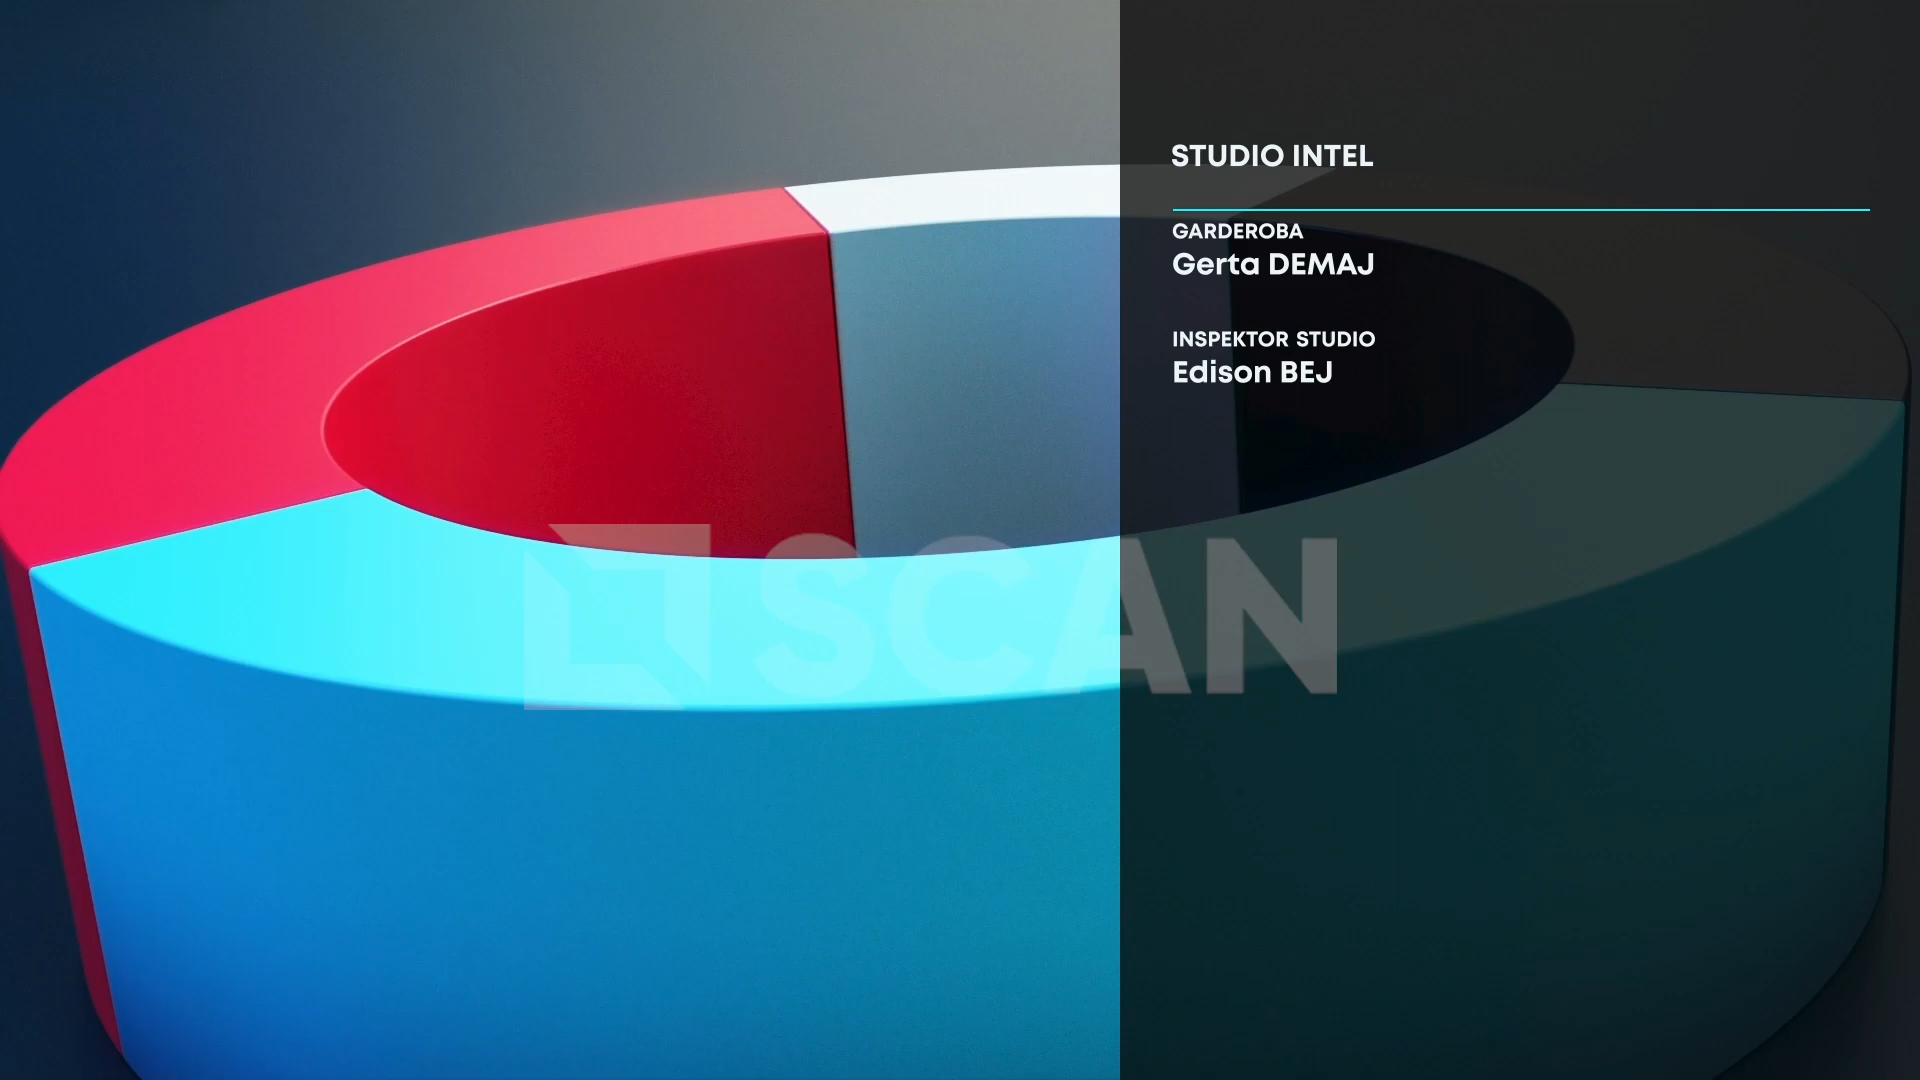 STUDIO INTEL
GARDEROBA
Gerta DEMAJ
INSPEKTOR STUDIO
Edison BEJ
SCAN